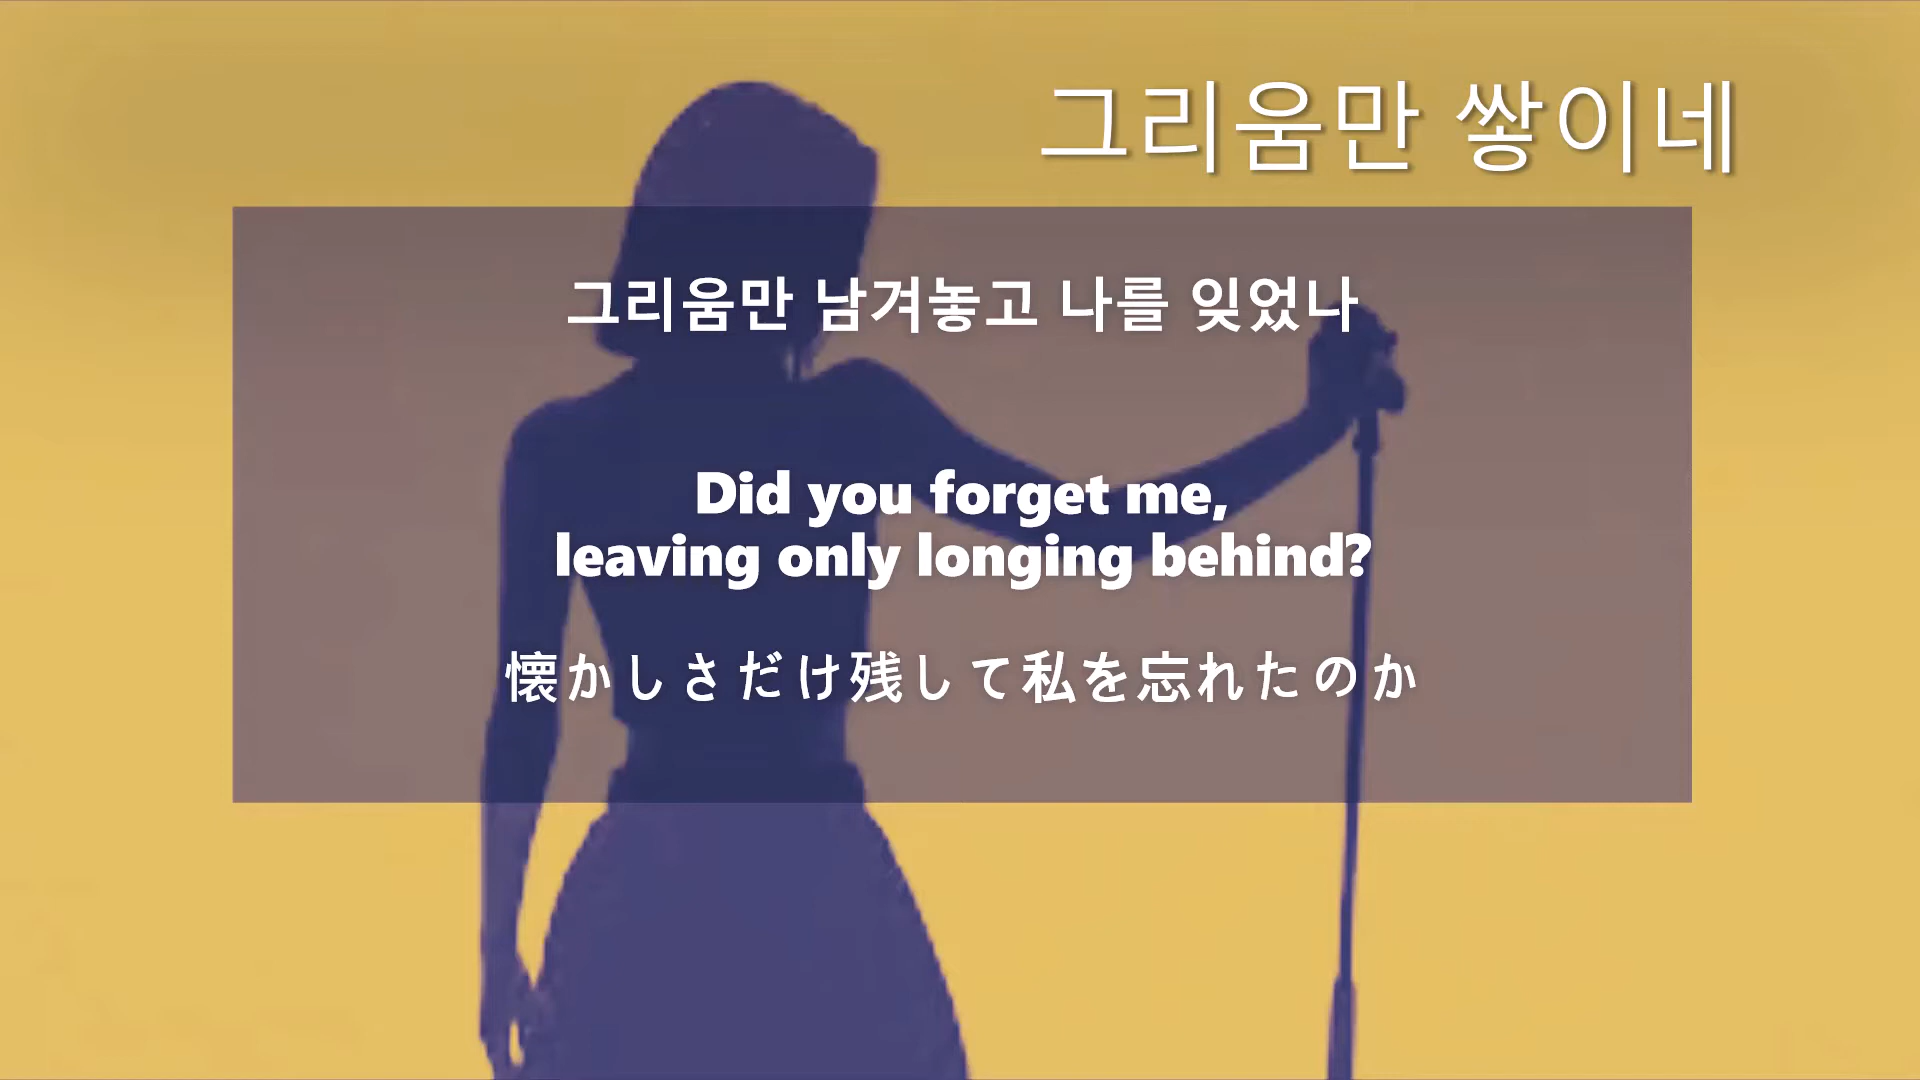 그리움만 쌓이네
그리움만 남겨놓고 나를 잊었나
Did you forget me,
leaving only longing behind?
懐かしさだけ残して私を忘れたのか